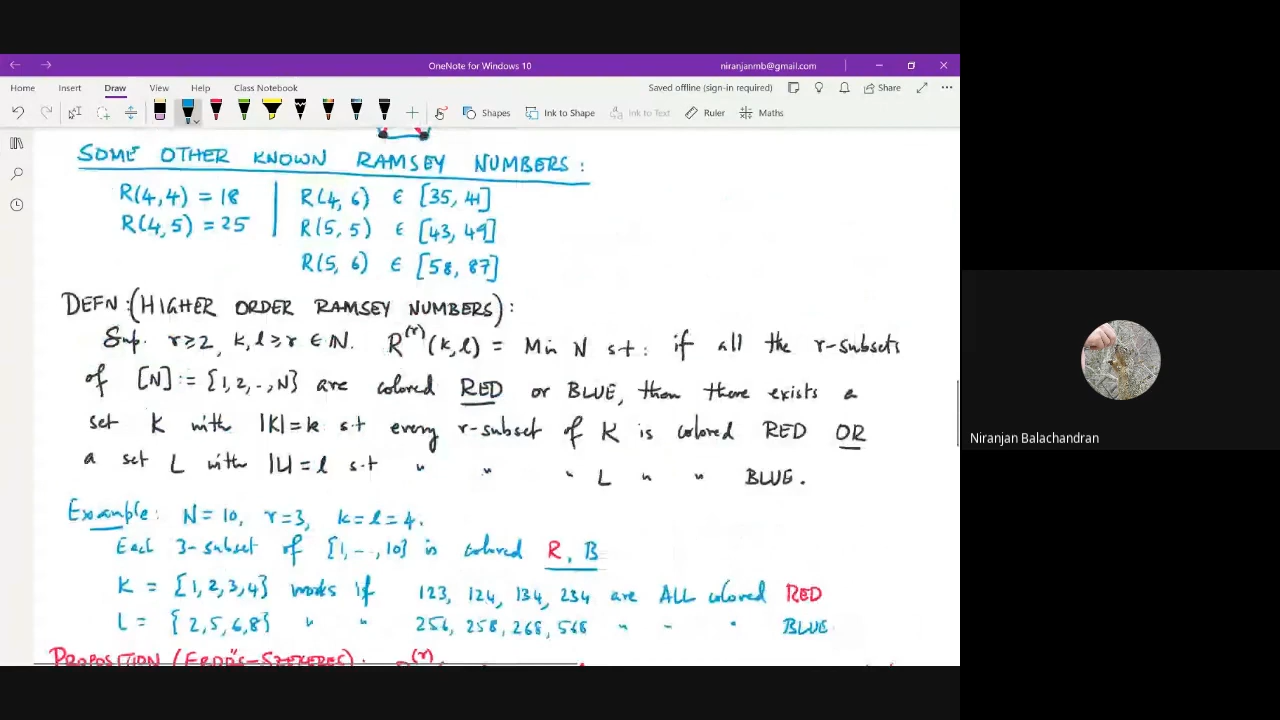 OneNote for Windows 10
niranjanmb@gmail.com
Home Insert Draw View Help Class Notebook
Saved offline (sign-in required) Share
Shapes Ink to Shape Ink to Text Ruler Maths
SOME OTHER KNOWN RAMSEY NUMBERS :
R(4,4) = 18 R(4, 6) ∈ [35, 41]
R(4,5) = 25 R(5, 5) ∈ [43, 49]
R(5, 6) ∈ [58, 87]
DEFN : (HIGHER ORDER RAMSEY NUMBERS) :
Sup. r ≥ 2, k, l ≥ r ∈ N. R^(r)(k, l) = Min N s.t : if all the r-subsets
of [N] := {1, 2, .., N} are colored RED or BLUE, then there exists a
set K with |K| = k s.t every r-subset of K is colored RED OR
a set L with |L| = l s.t " " " L " " BLUE.
Example : N = 10, r = 3, k = l = 4.
Each 3-subset of {1, --, 10} is colored R, B
K = {1, 2, 3, 4} works if 123, 124, 134, 234 are ALL colored RED
L = {2, 5, 6, 8} " " 256, 258, 268, 568 " " " BLUE.
PROPOSITION (ERDŐS-SZEKERES) : R^(r)
Niranjan Balachandran